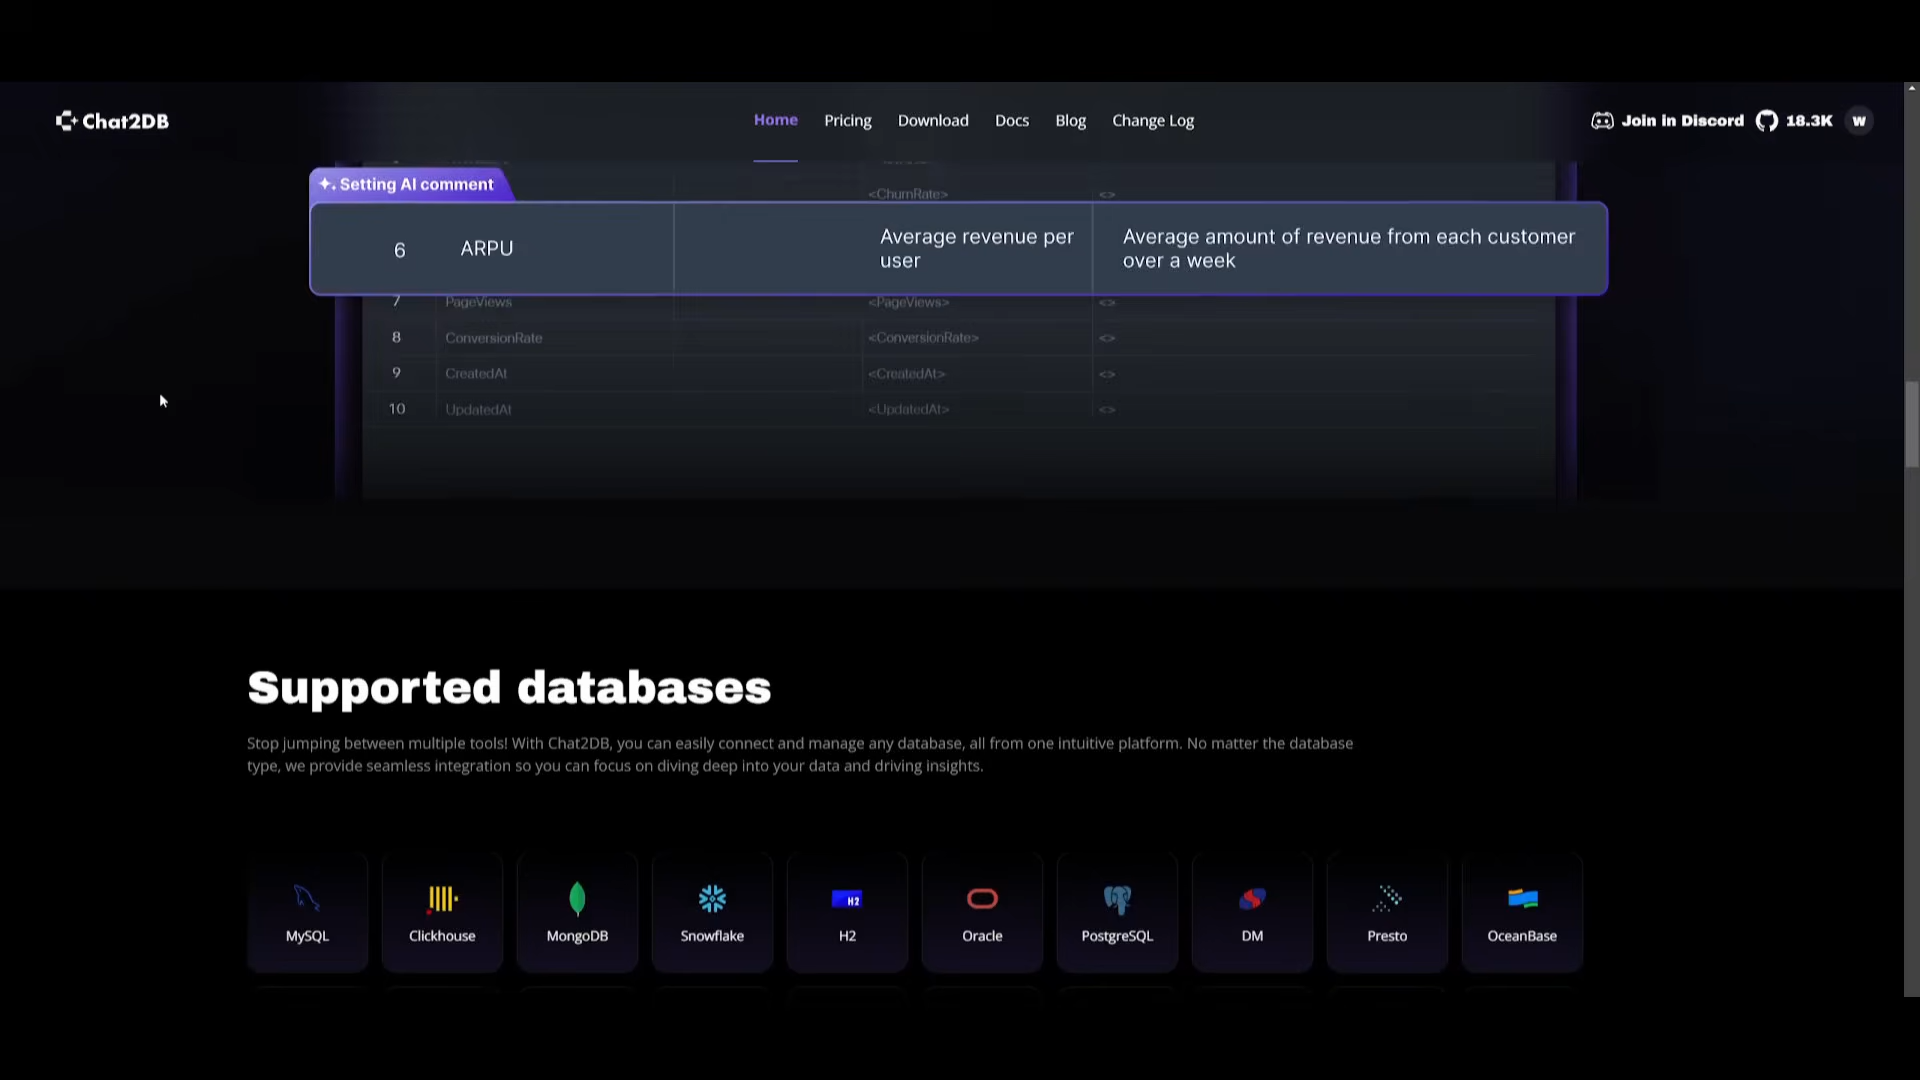 Chat2DB
Home
Pricing
Download
Docs
Blog
Change Log
Join in Discord
18.3K
W
Setting AI comment
<ChurnRate>
<>
6
ARPU
Average revenue per
user
Average amount of revenue from each customer
over a week
7
PageViews
<PageViews>
<>
8
ConversionRate
<ConversionRate>
<>
9
CreatedAt
<CreatedAt>
<>
10
UpdatedAt
<UpdatedAt>
<>
Supported databases
Stop jumping between multiple tools! With Chat2DB, you can easily connect and manage any database, all from one intuitive platform. No matter the database
type, we provide seamless integration so you can focus on diving deep into your data and driving insights.
H2
MySQL
Clickhouse
MongoDB
Snowflake
H2
Oracle
PostgreSQL
DM
Presto
OceanBase